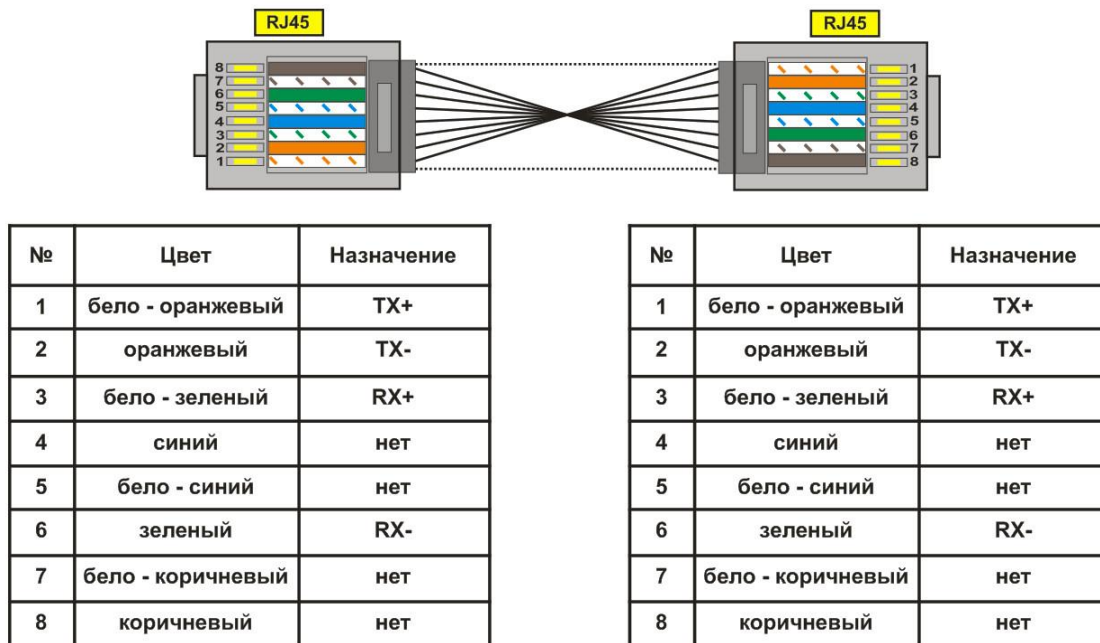 RJ45
RJ45
8
7
6
5
4
3
2
1
1
2
3
4
5
6
7
8
№ Цвет Назначение
1 бело - оранжевый TX+
2 оранжевый TX-
3 бело - зеленый RX+
4 синий нет
5 бело - синий нет
6 зеленый RX-
7 бело - коричневый нет
8 коричневый нет
№ Цвет Назначение
1 бело - оранжевый TX+
2 оранжевый TX-
3 бело - зеленый RX+
4 синий нет
5 бело - синий нет
6 зеленый RX-
7 бело - коричневый нет
8 коричневый нет